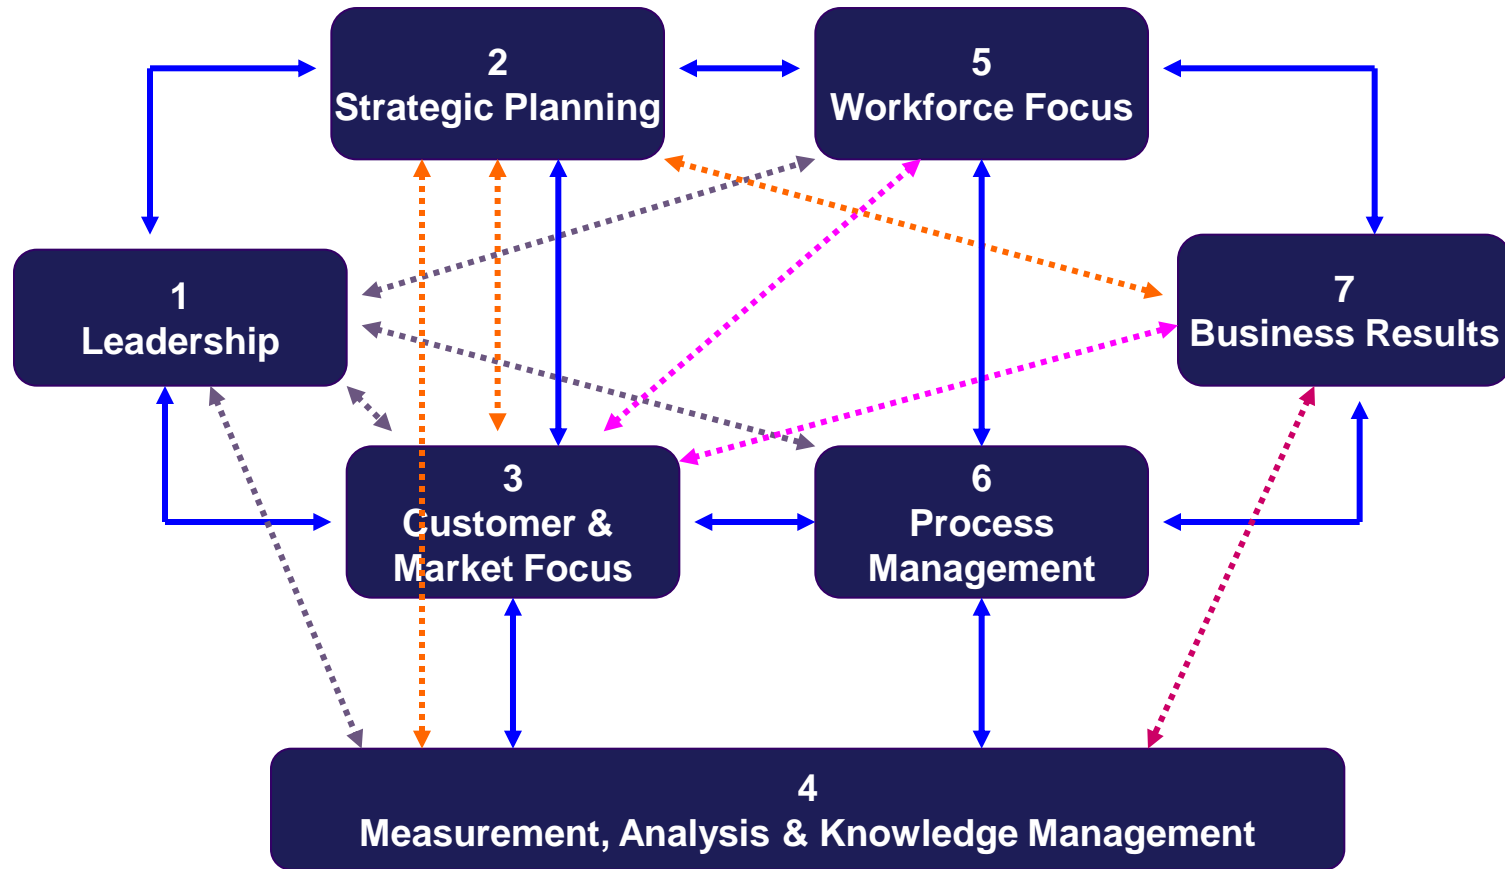 2
Strategic Planning
5
Workforce Focus
1
Leadership
7
Business Results
3
Customer &
Market Focus
6
Process
Management
4
Measurement, Analysis & Knowledge Management